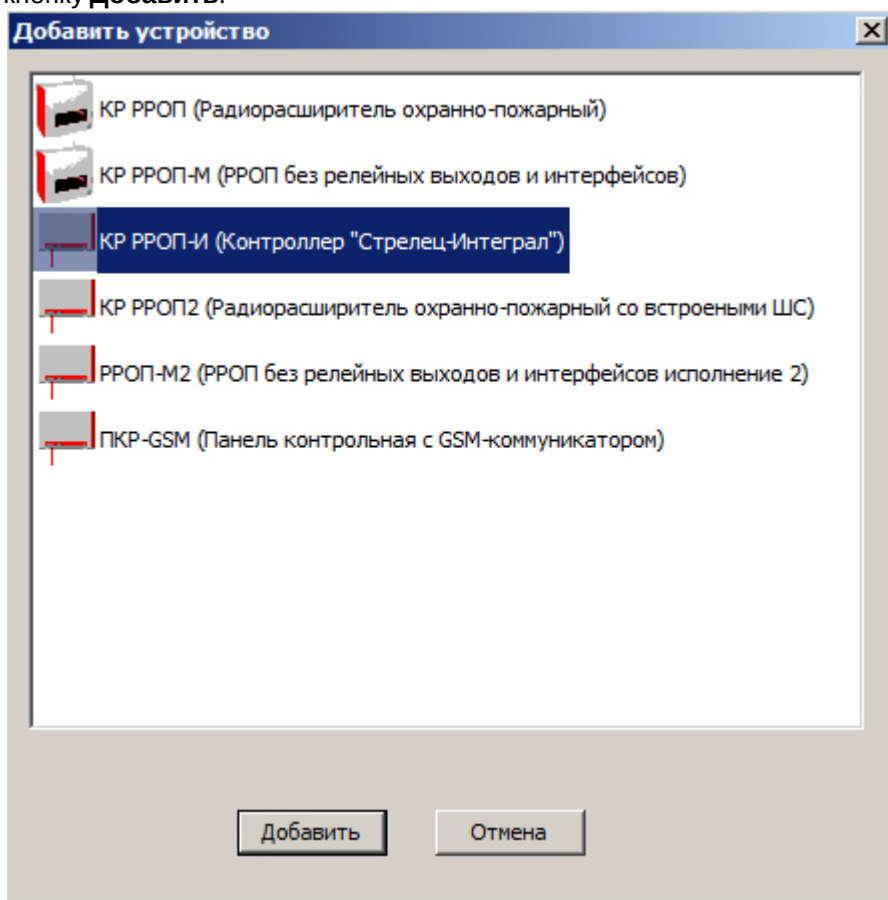 кнопку Добавить.
Добавить устройство
КР РРОП (Радиорасширитель охранно-пожарный)
КР РРОП-М (РРОП без релейных выходов и интерфейсов)
КР РРОП-И (Контроллер "Стрелец-Интеграл")
КР РРОП2 (Радиорасширитель охранно-пожарный со встроеными ШС)
РРОП-М2 (РРОП без релейных выходов и интерфейсов исполнение 2)
ПКР-GSM (Панель контрольная с GSM-коммуникатором)
Добавить
Отмена